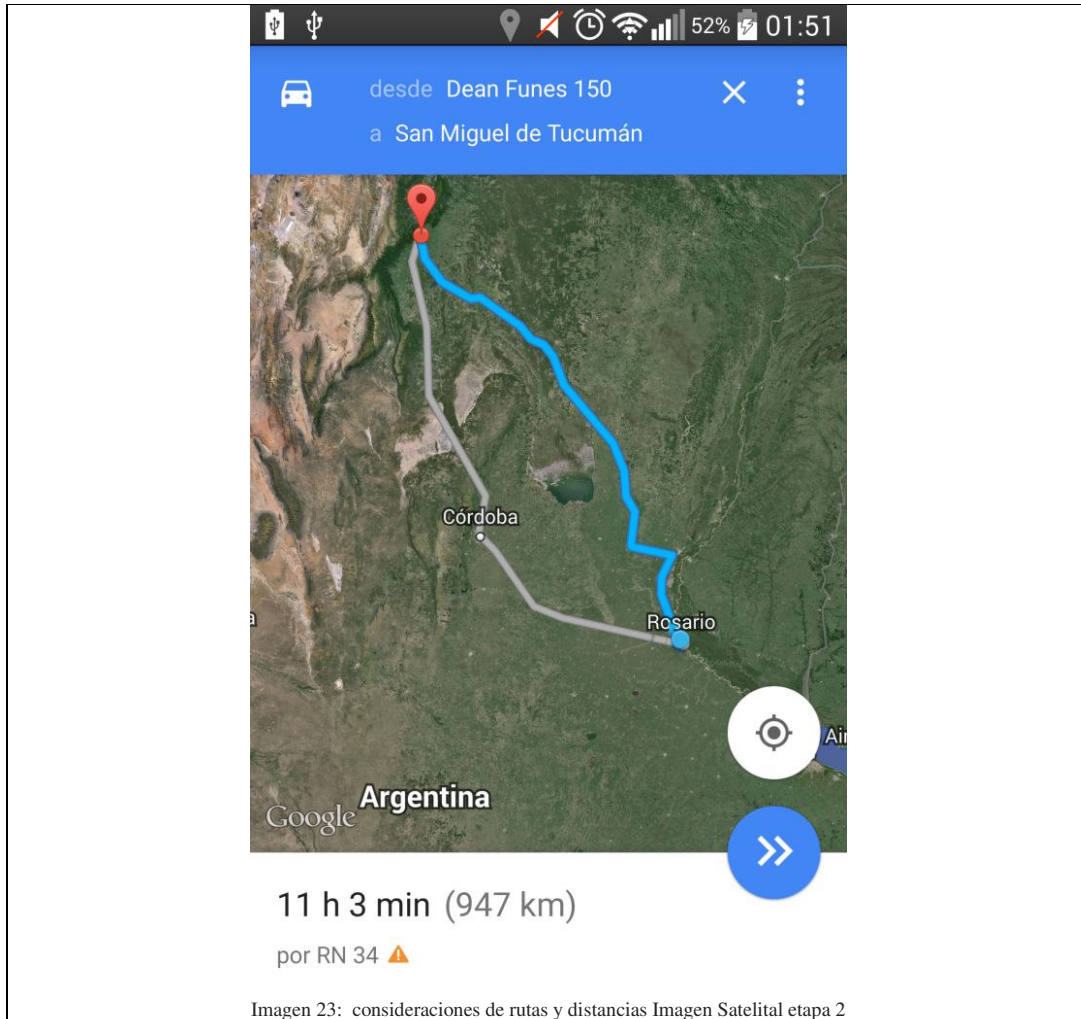 52% 01:51
desde Dean Funes 150
a San Miguel de Tucumán
Córdoba
Rosario
Argentina
Google
11 h 3 min (947 km)
por RN 34
Imagen 23: consideraciones de rutas y distancias Imagen Satelital etapa 2